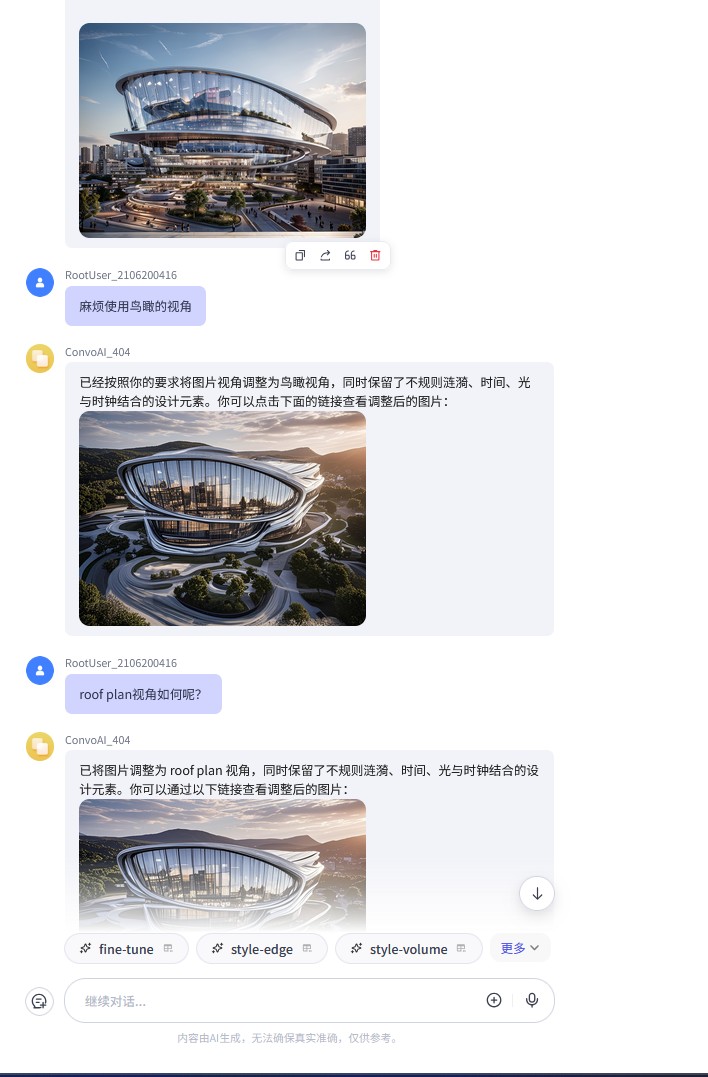 RootUser_2106200416
麻烦使用鸟瞰的视角
ConvoAI_404
已经按照你的要求将图片视角调整为鸟瞰视角，同时保留了不规则涟漪、时间、光
与时钟结合的设计元素。你可以点击下面的链接查看调整后的图片：
RootUser_2106200416
roof plan视角如何呢？
ConvoAI_404
已将图片调整为 roof plan 视角，同时保留了不规则涟漪、时间、光与时钟结合的设
计元素。你可以通过以下链接查看调整后的图片：
fine-tune
style-edge
style-volume
更多
继续对话...
内容由AI生成，无法确保真实准确，仅供参考。